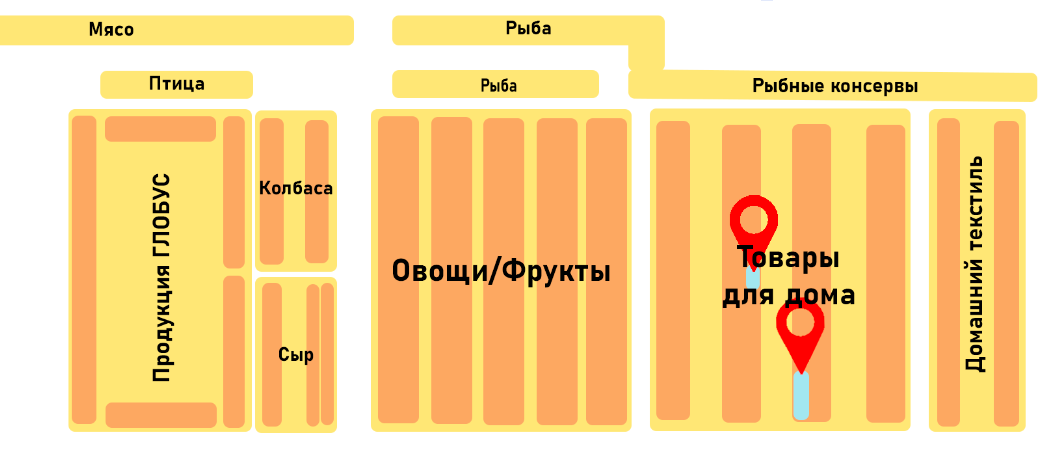 Мясо
Рыба
Птица
Рыба
Рыбные консервы
Продукция ГЛОБУС
Колбаса
Сыр
Овощи/Фрукты
Товары
для дома
Домашний текстиль